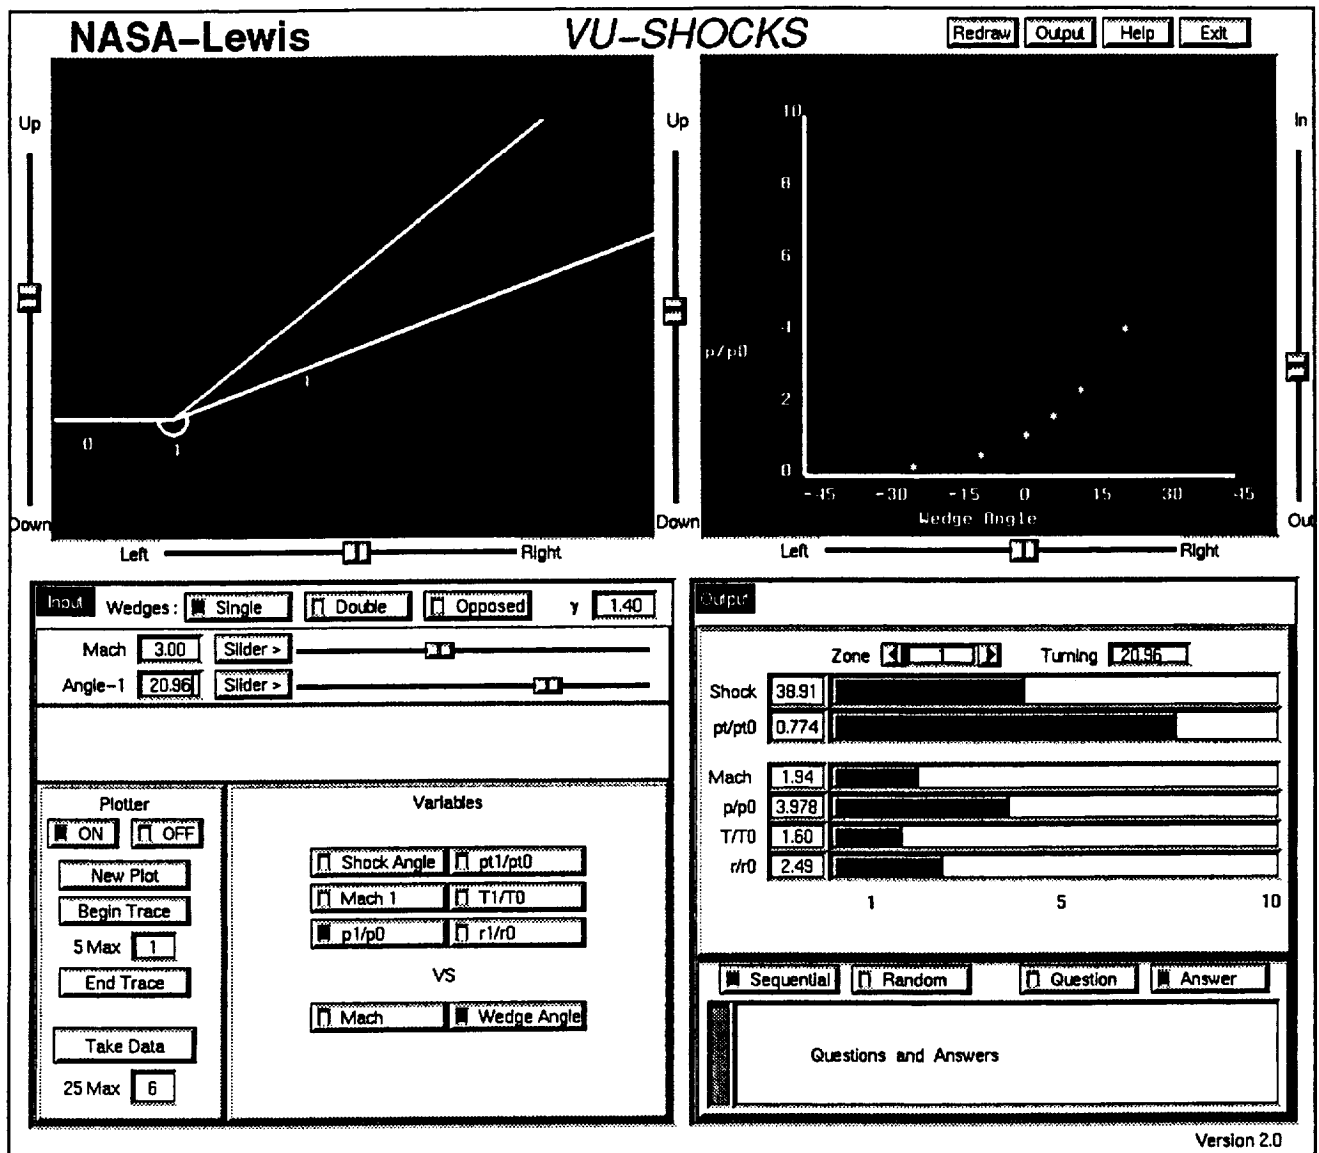 NASA-Lewis VU-SHOCKS Redraw Output Help Exit
Up Up In
10
8
6
4
p/p0
2
0
1
0
1
-45 -30 -15 0 15 30 45
Wedge Angle
Down Down Out
Left Right Left Right
Input Wedges: Single Double Opposed γ 1.40
Mach 3.00 Slider >
Angle-1 20.96 Slider >
Plotter
ON OFF
New Plot
Begin Trace
5 Max 1
End Trace
Take Data
25 Max 6
Variables
Shock Angle pt1/pt0
Mach 1 T1/T0
p1/p0 r1/r0
VS
Mach Wedge Angle
Output
Zone 1 Turning 20.96
Shock 38.91
pt/pt0 0.774
Mach 1.94
p/p0 3.978
T/T0 1.60
r/r0 2.49
1 5 10
Sequential Random Question Answer
Questions and Answers
Version 2.0